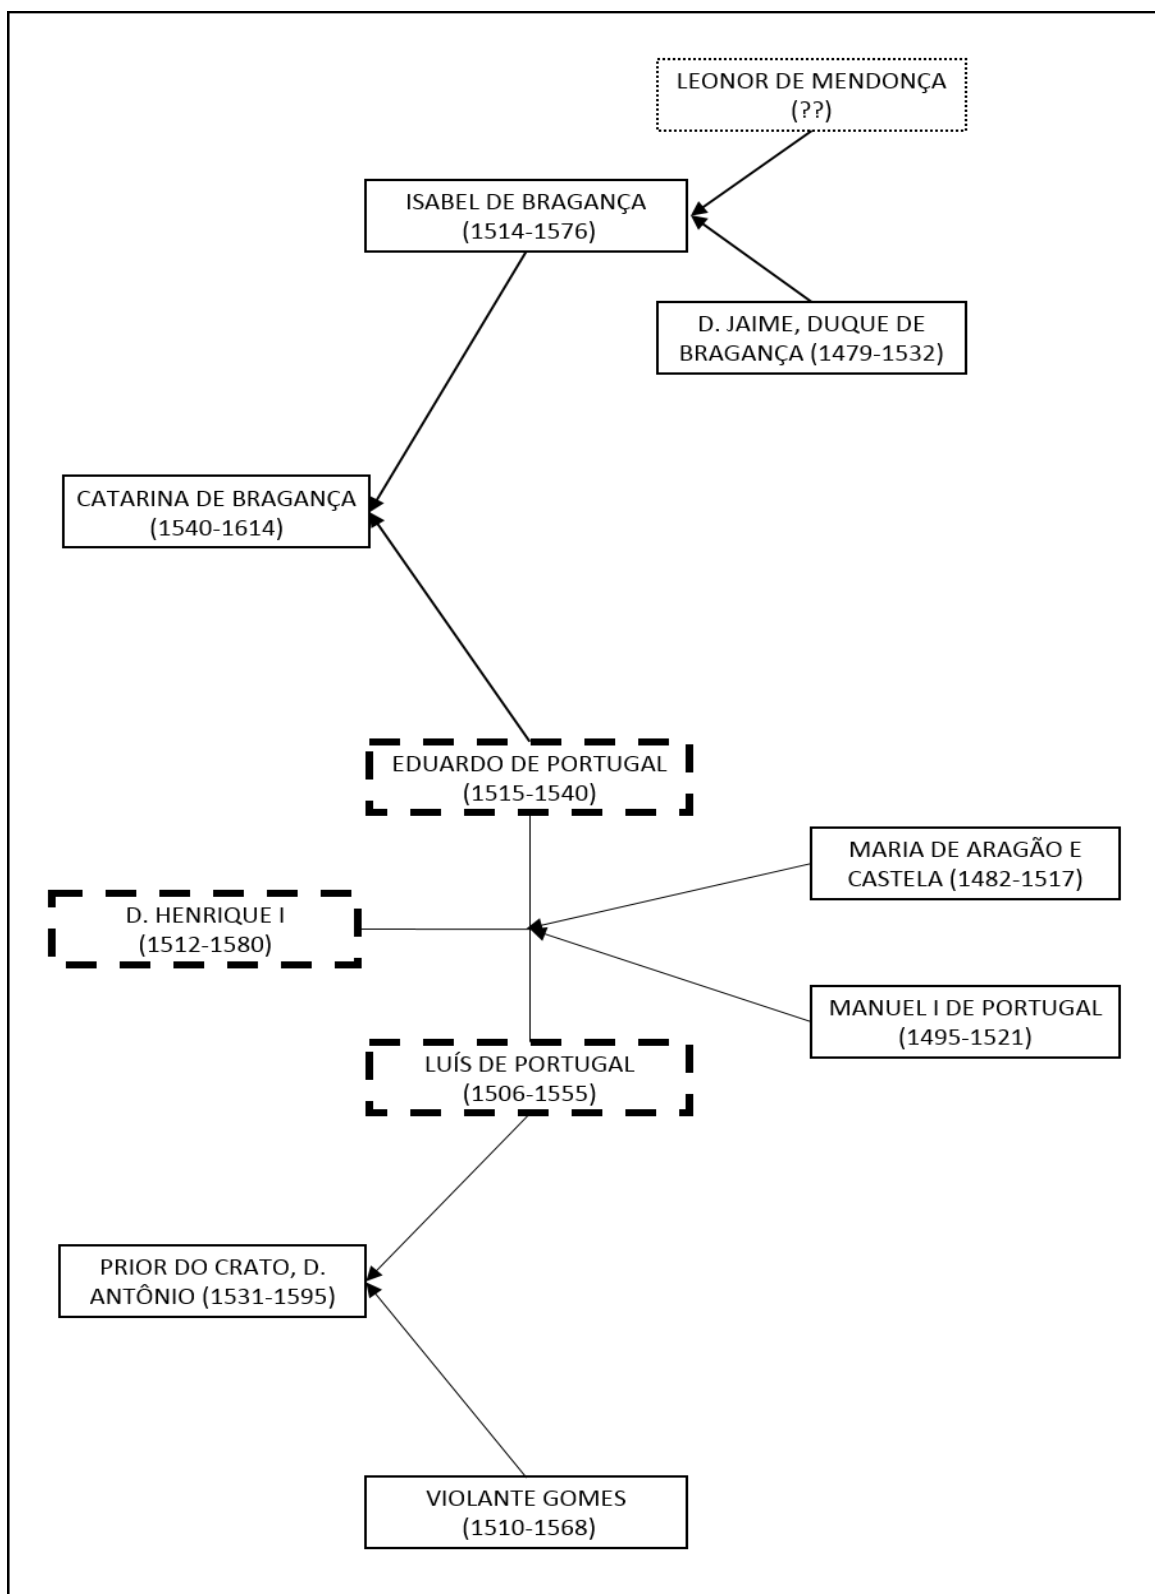 LEONOR DE MENDONÇA
(??)
ISABEL DE BRAGANÇA
(1514-1576)
D. JAIME, DUQUE DE
BRAGANÇA (1479-1532)
CATARINA DE BRAGANÇA
(1540-1614)
EDUARDO DE PORTUGAL
(1515-1540)
MARIA DE ARAGÃO E
CASTELA (1482-1517)
D. HENRIQUE I
(1512-1580)
MANUEL I DE PORTUGAL
(1495-1521)
LUÍS DE PORTUGAL
(1506-1555)
PRIOR DO CRATO, D.
ANTÔNIO (1531-1595)
VIOLANTE GOMES
(1510-1568)